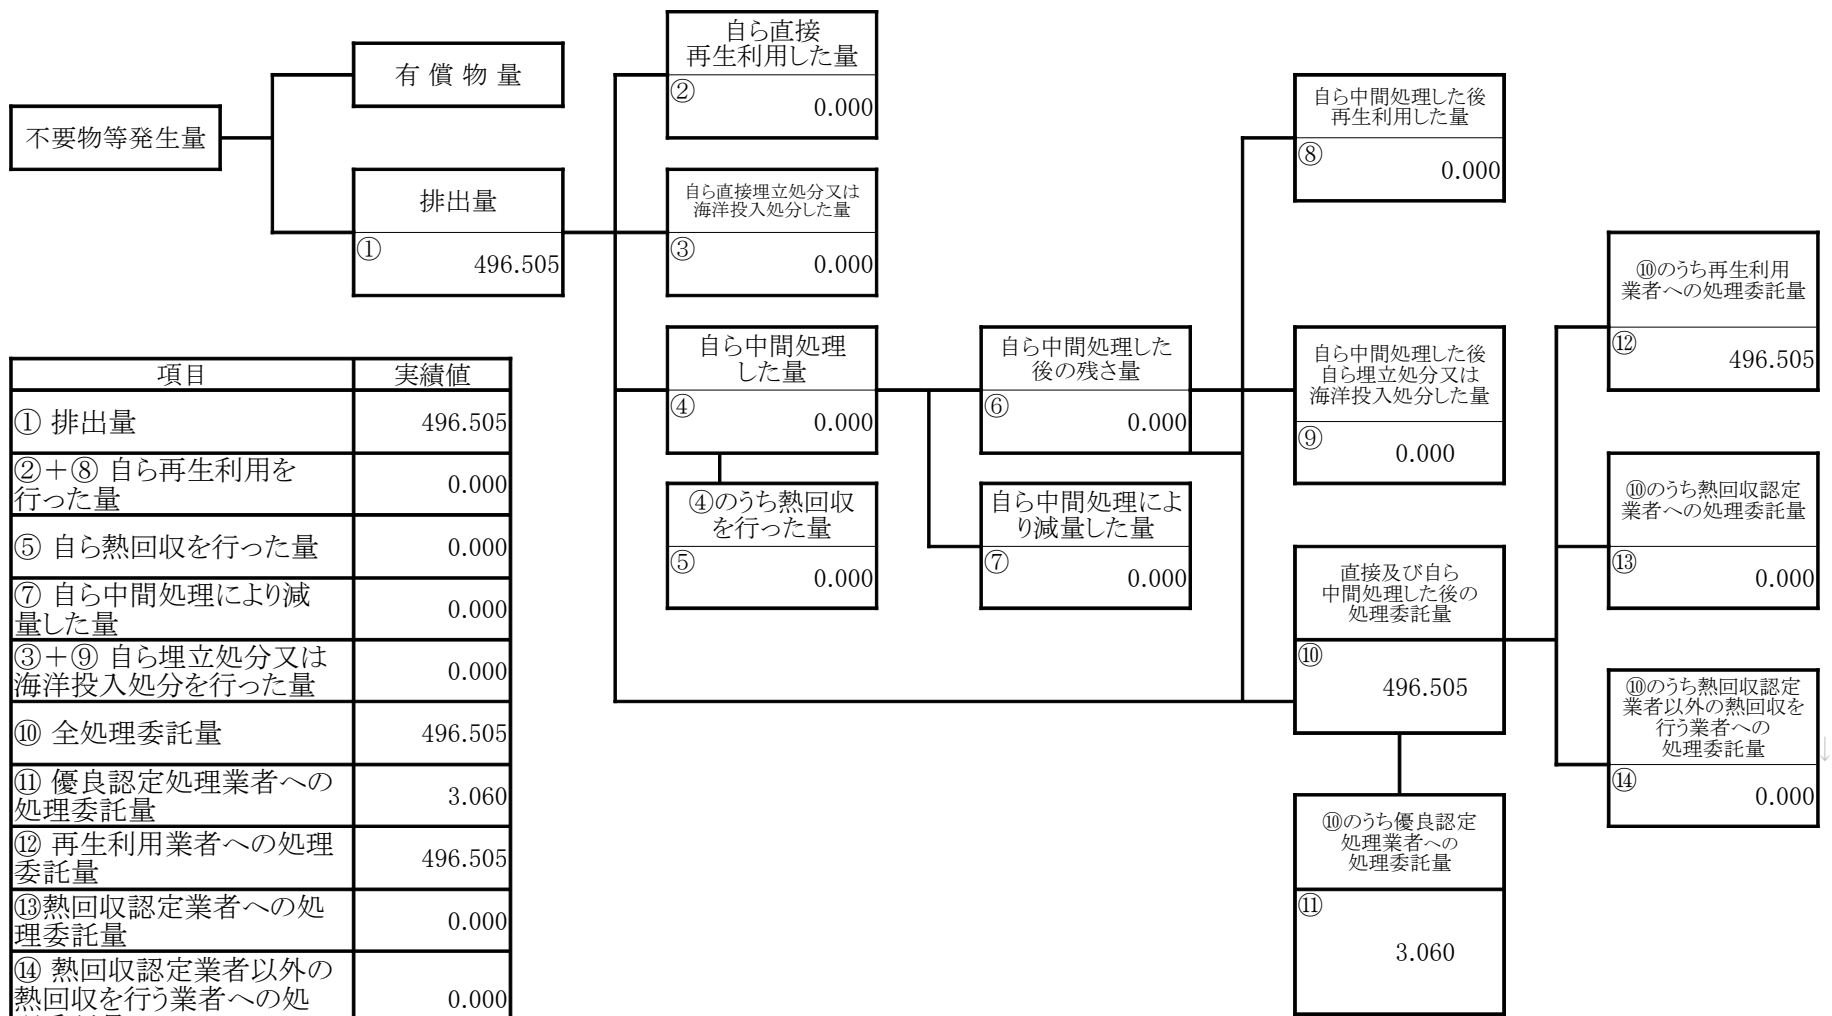 不要物等発生量
有償物量
排出量
①
496.505
自ら直接
再生利用した量
②
0.000
自ら直接埋立処分又は
海洋投入処分した量
③
0.000
自ら中間処理
した量
④
0.000
④のうち熱回収
を行った量
⑤
0.000
自ら中間処理した
後の残さ量
⑥
0.000
自ら中間処理によ
り減量した量
⑦
0.000
自ら中間処理した後
再生利用した量
⑧
0.000
自ら中間処理した後
自ら埋立処分又は
海洋投入処分した量
⑨
0.000
直接及び自ら
中間処理した後の
処理委託量
⑩
496.505
⑩のうち優良認定
処理業者への
処理委託量
⑪
3.060
⑩のうち再生利用
業者への処理委託量
⑫
496.505
⑩のうち熱回収認定
業者への処理委託量
⑬
0.000
⑩のうち熱回収認定
業者以外の熱回収を
行う業者への
処理委託量
⑭
0.000
↓
項目 実績値
① 排出量 496.505
②+⑧ 自ら再生利用を
行った量 0.000
⑤ 自ら熱回収を行った量 0.000
⑦ 自ら中間処理により減
量した量 0.000
③+⑨ 自ら埋立処分又は
海洋投入処分を行った量 0.000
⑩ 全処理委託量 496.505
⑪ 優良認定処理業者への
処理委託量 3.060
⑫ 再生利用業者への処理
委託量 496.505
⑬熱回収認定業者への処
理委託量 0.000
⑭ 熱回収認定業者以外の
熱回収を行う業者への処 0.000